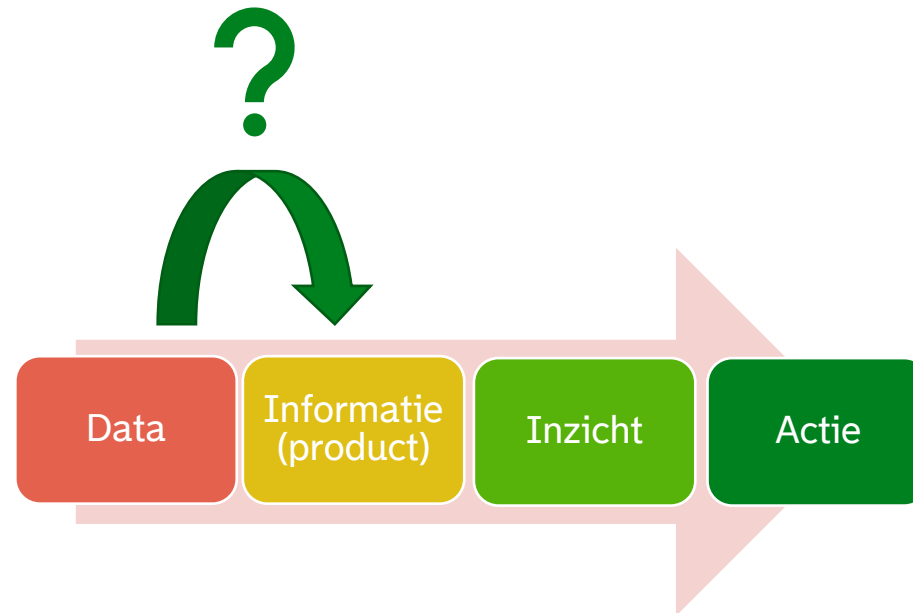 ?
Data
Informatie
(product)
Inzicht
Actie